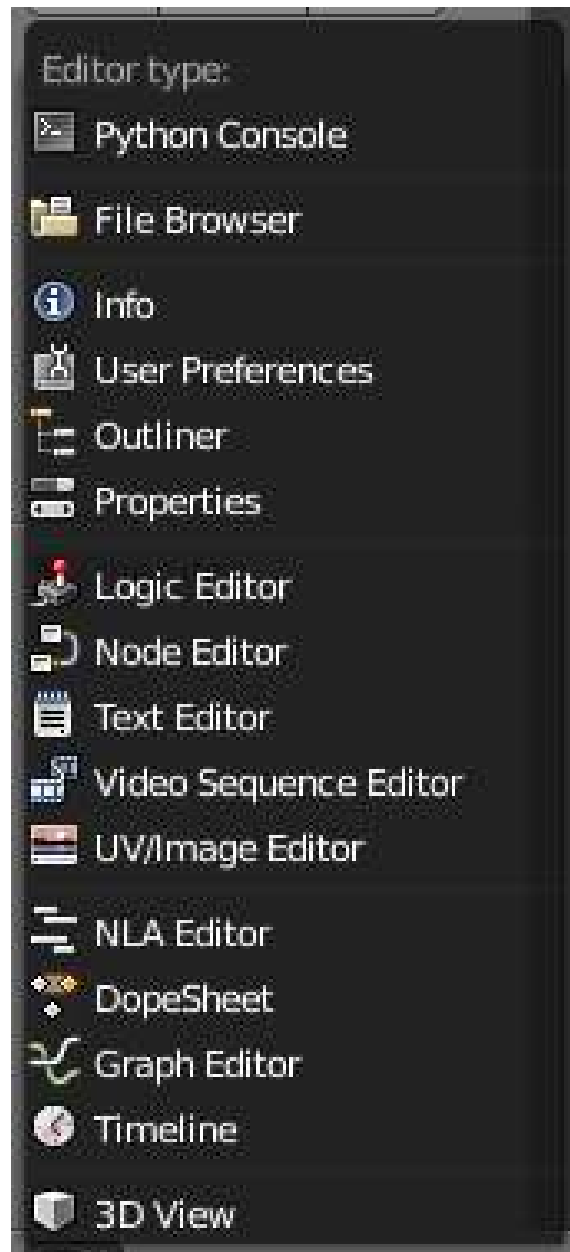 Editor type:
Python Console
File Browser
Info
User Preferences
Outliner
Properties
Logic Editor
Node Editor
Text Editor
Video Sequence Editor
UV/Image Editor
NLA Editor
DopeSheet
Graph Editor
Timeline
3D View